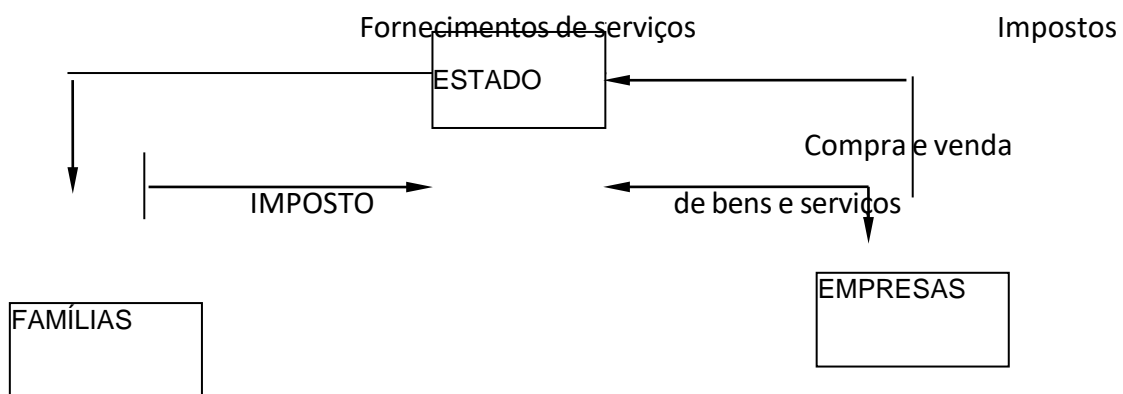 Fornecimentos de serviços
Impostos
ESTADO
Compra e venda
IMPOSTO
de bens e serviços
EMPRESAS
FAMÍLIAS